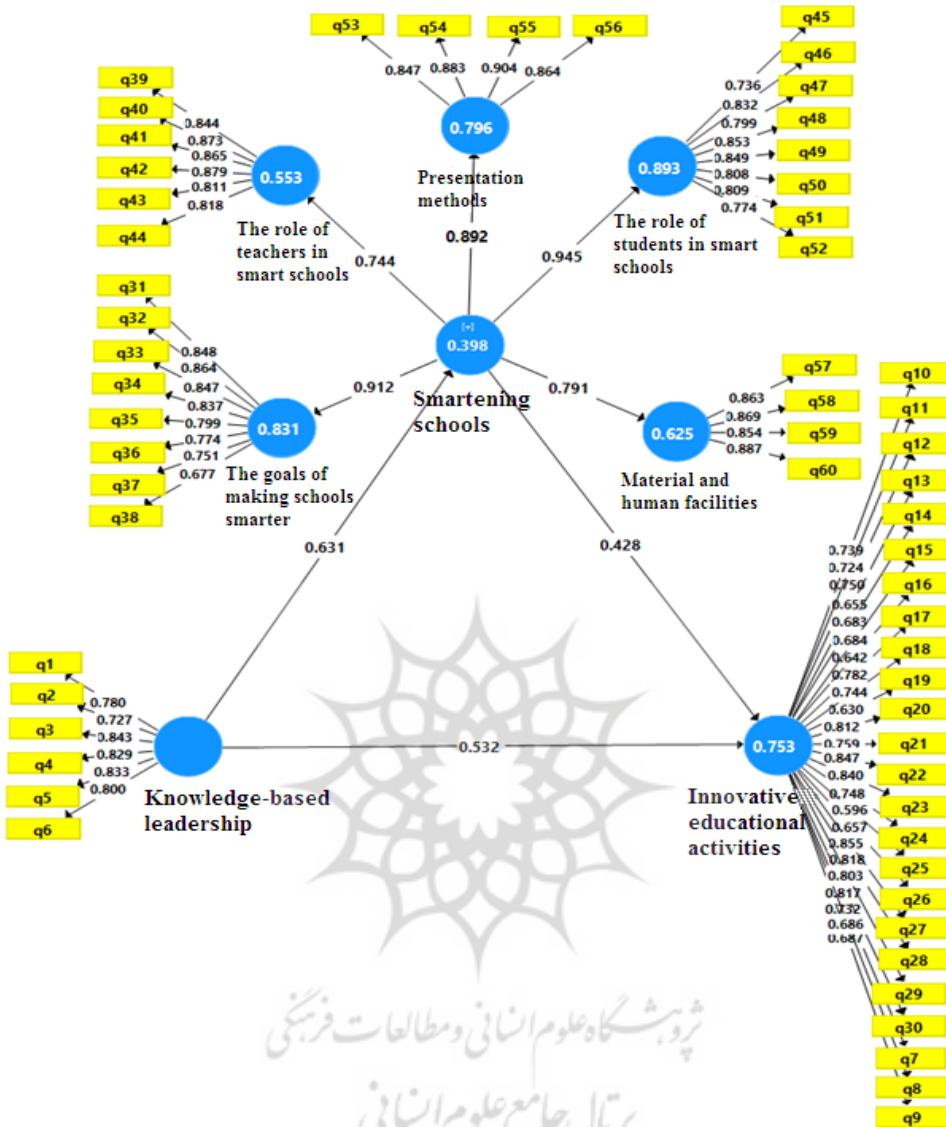 q53
q54
q55
q56
0.847
0.883
0.904
0.864
0.796
Presentation
methods
q45
q46
q47
q48
q49
q50
q51
q52
0.736
0.832
0.799
0.853
0.849
0.808
0.809
0.774
0.893
The role of
students in smart
schools
q39
q40
q41
q42
q43
q44
0.844
0.873
0.865
0.879
0.811
0.818
0.553
The role of
teachers in
smart schools
0.744
0.892
0.945
q31
q32
q33
q34
q35
q36
q37
q38
0.848
0.864
0.847
0.837
0.799
0.774
0.751
0.677
0.831
The goals of
making schools
smarter
0.912
[+]
0.398
Smartening
schools
0.791
q57
q58
q59
q60
0.863
0.869
0.854
0.887
0.625
Material and
human facilities
0.631
0.428
q1
q2
q3
q4
q5
q6
0.780
0.727
0.843
0.829
0.833
0.800
Knowledge-based
leadership
0.532
0.753
Innovative
educational
activities
q10
q11
q12
q13
q14
q15
q16
q17
q18
q19
q20
q21
q22
q23
q24
q25
q26
q27
q28
q29
q30
q7
q8
q9
0.739
0.724
0.750
0.655
0.683
0.684
0.642
0.782
0.744
0.630
0.812
0.759
0.847
0.840
0.748
0.596
0.657
0.855
0.818
0.803
0.817
0.732
0.686
0.687
پژوهشگاه علوم انسانی و مطالعات فرهنگی
پرتال جامع علوم انسانی